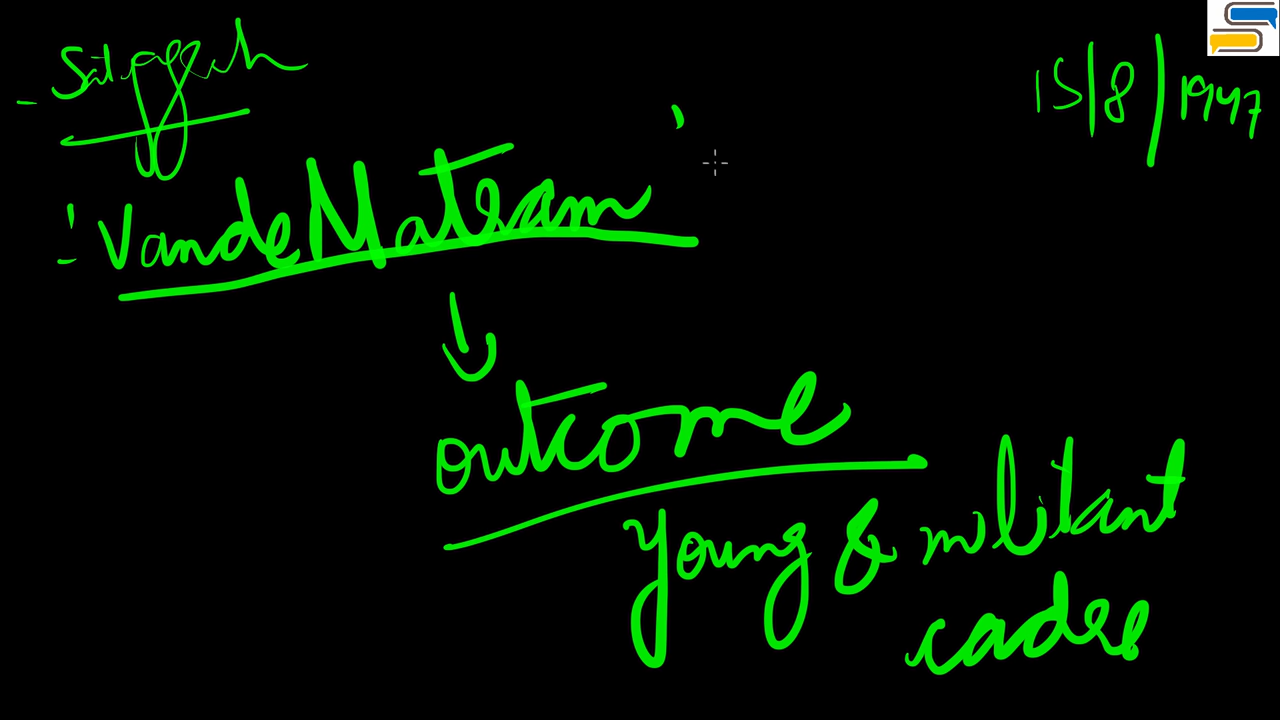 15/8/1947
- 'Vande Mataram'
outcome
young & militant
cadre